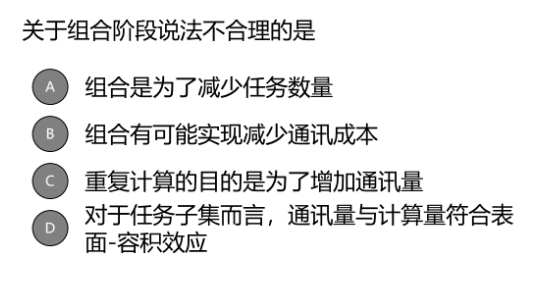 关于组合阶段说法不合理的是
A 组合是为了减少任务数量
B 组合有可能实现减少通讯成本
C 重复计算的目的是为了增加通讯量
D 对于任务子集而言，通讯量与计算量符合表
面-容积效应